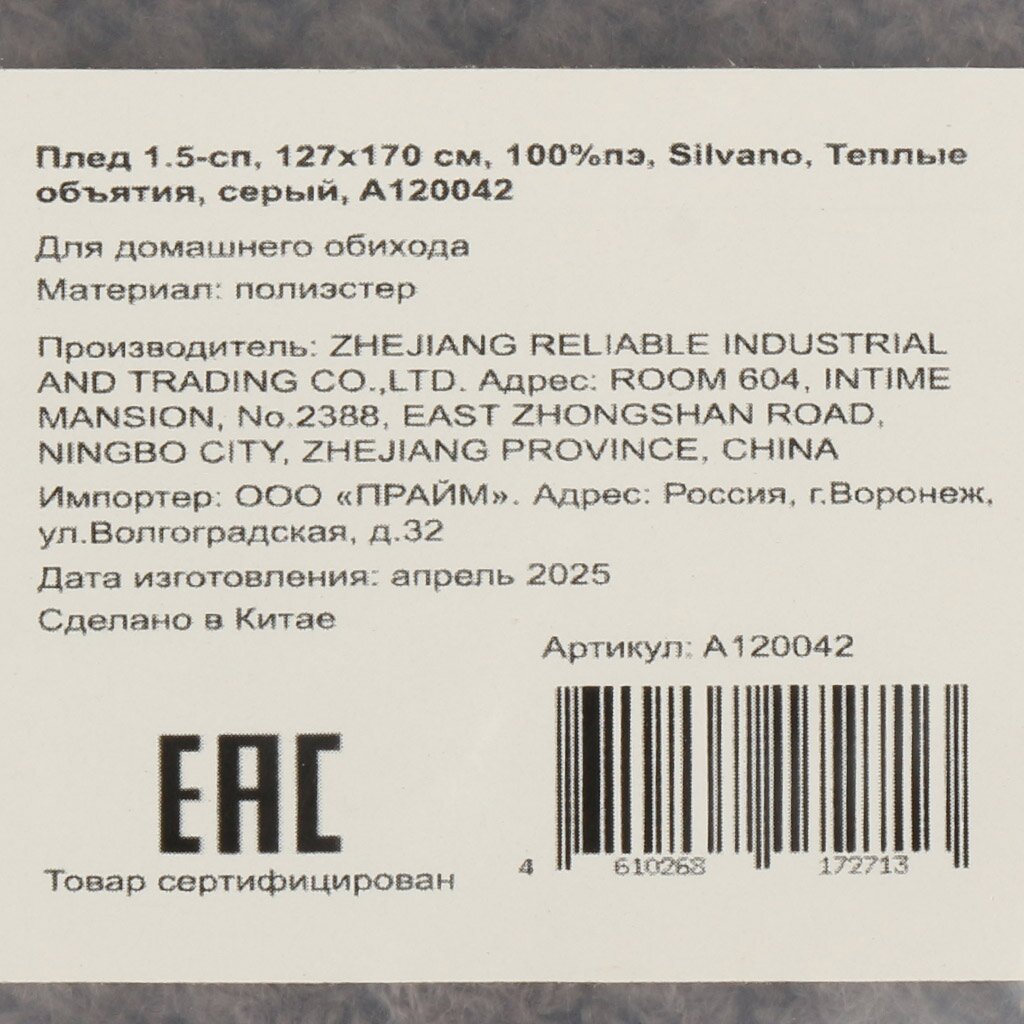 Плед 1.5-сп, 127х170 см, 100%пэ, Silvano, Теплые
объятия, серый, А120042
Для домашнего обихода
Материал: полиэстер
Производитель: ZHEJIANG RELIABLE INDUSTRIAL
AND TRADING CO.,LTD. Адрес: ROOM 604, INTIME
MANSION, No.2388, EAST ZHONGSHAN ROAD,
NINGBO CITY, ZHEJIANG PROVINCE, CHINA
Импортер: ООО «ПРАЙМ». Адрес: Россия, г.Воронеж,
ул.Волгоградская, д.32
Дата изготовления: апрель 2025
Сделано в Китае
Артикул: А120042
EAC
Товар сертифицирован
4 610268 172713